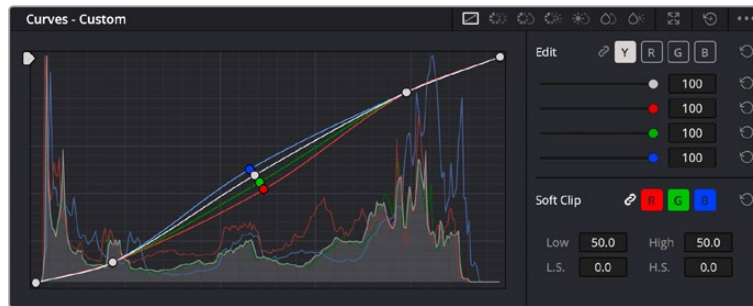 Curves - Custom
Edit Y R G B
100
100
100
100
Soft Clip R G B
Low 50.0 High 50.0
L.S. 0.0 H.S. 0.0